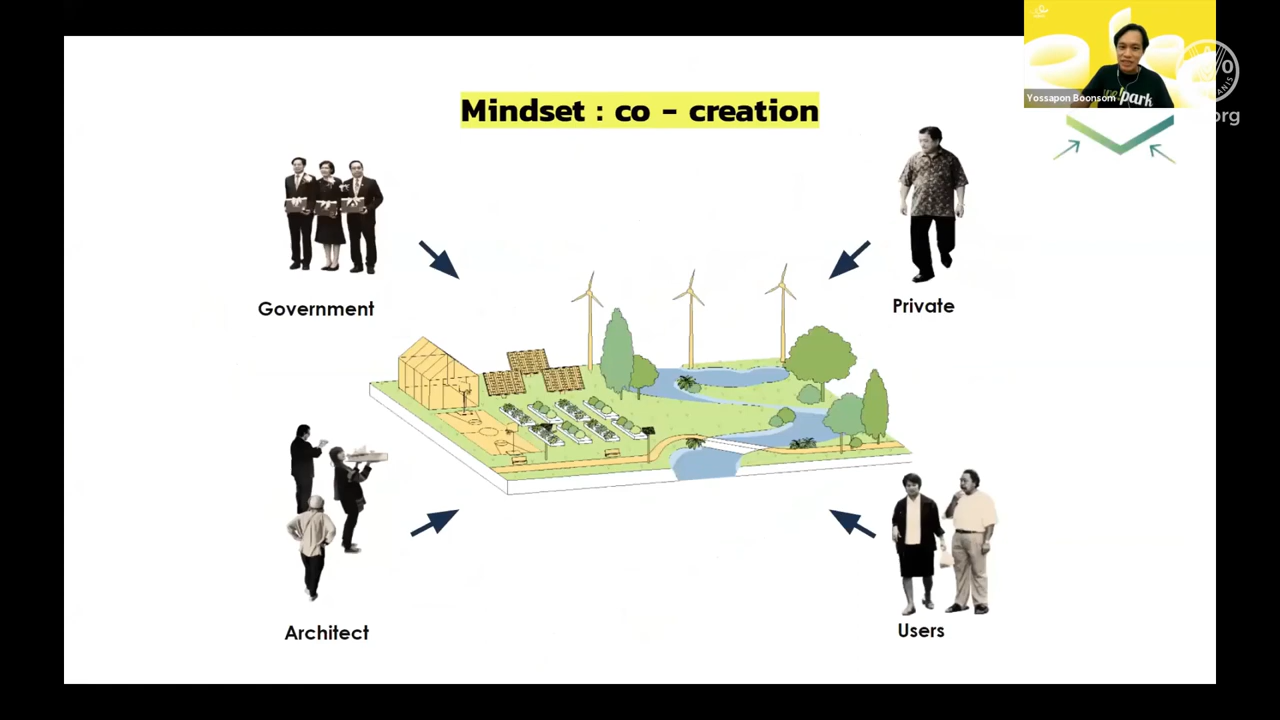 Mindset : co - creation
Yossapon Boonsom
park
org
Government
Private
Architect
Users